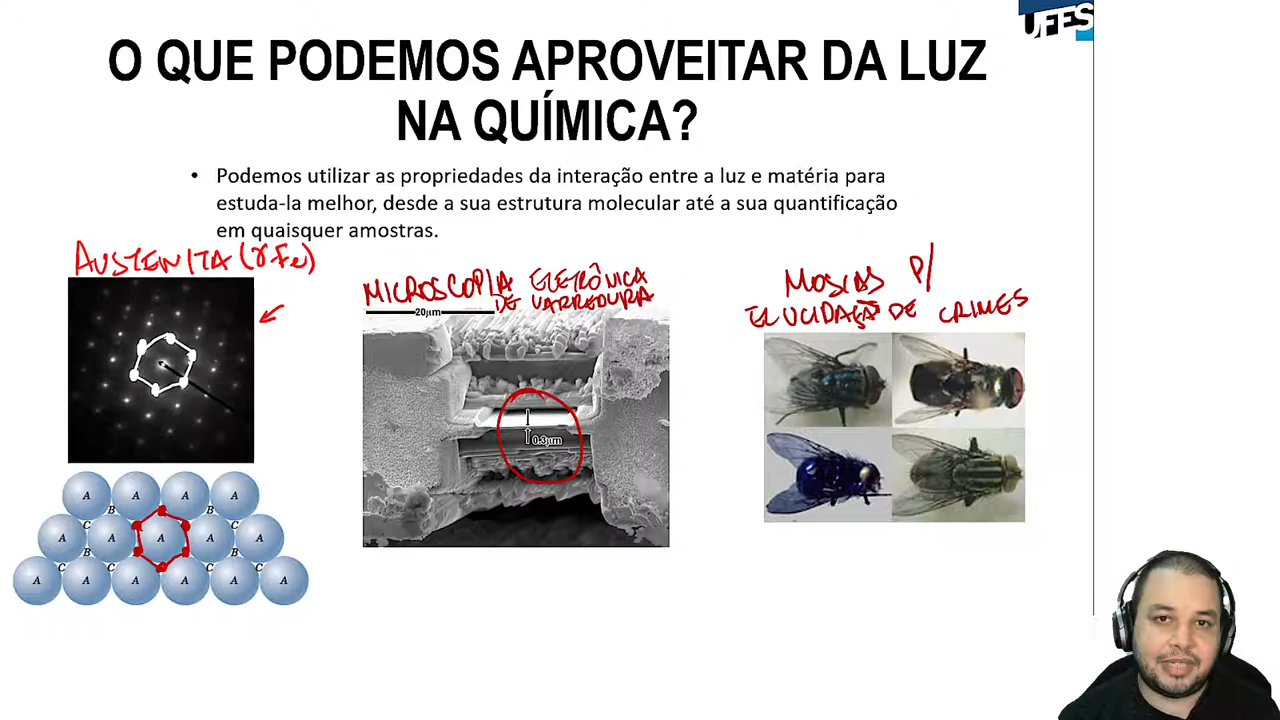 UFES
O QUE PODEMOS APROVEITAR DA LUZ
NA QUÍMICA?
• Podemos utilizar as propriedades da interação entre a luz e matéria para
estuda-la melhor, desde a sua estrutura molecular até a sua quantificação
em quaisquer amostras.
AUSTENITA (γFe)
MICROSCOPIA ELETRÔNICA
DE VARREDURA
20μm
0.3μm
MOSCAS P/
ELUCIDAÇÃO DE CRIMES
A A A A
B B
C C
A A A A A
B B
C C C C
A A A A A A